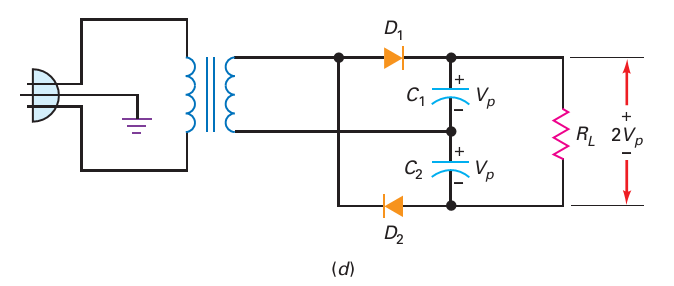 D1
+
C1 Vp
–
RL
+
2Vp
–
+
C2 Vp
–
D2
(d)